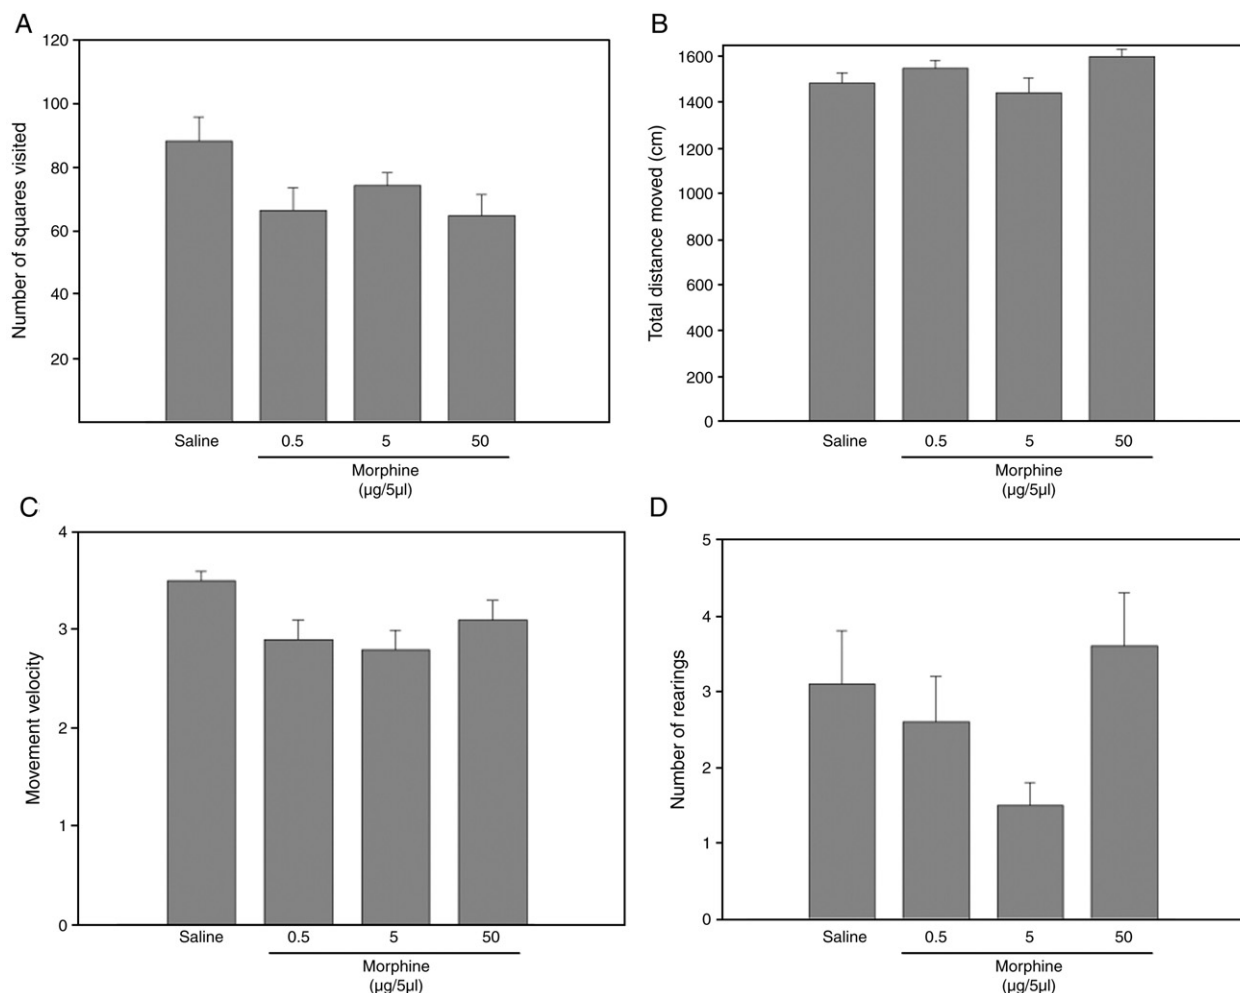 A
120
100
80
60
40
20
Number of squares visited
Saline 0.5 5 50
Morphine
(µg/5µl)
B
1600
1400
1200
1000
800
600
400
200
0
Total distance moved (cm)
Saline 0.5 5 50
Morphine
(µg/5µl)
C
4
3
2
1
0
Movement velocity
Saline 0.5 5 50
Morphine
(µg/5µl)
D
5
4
3
2
1
0
Number of rearings
Saline 0.5 5 50
Morphine
(µg/5µl)